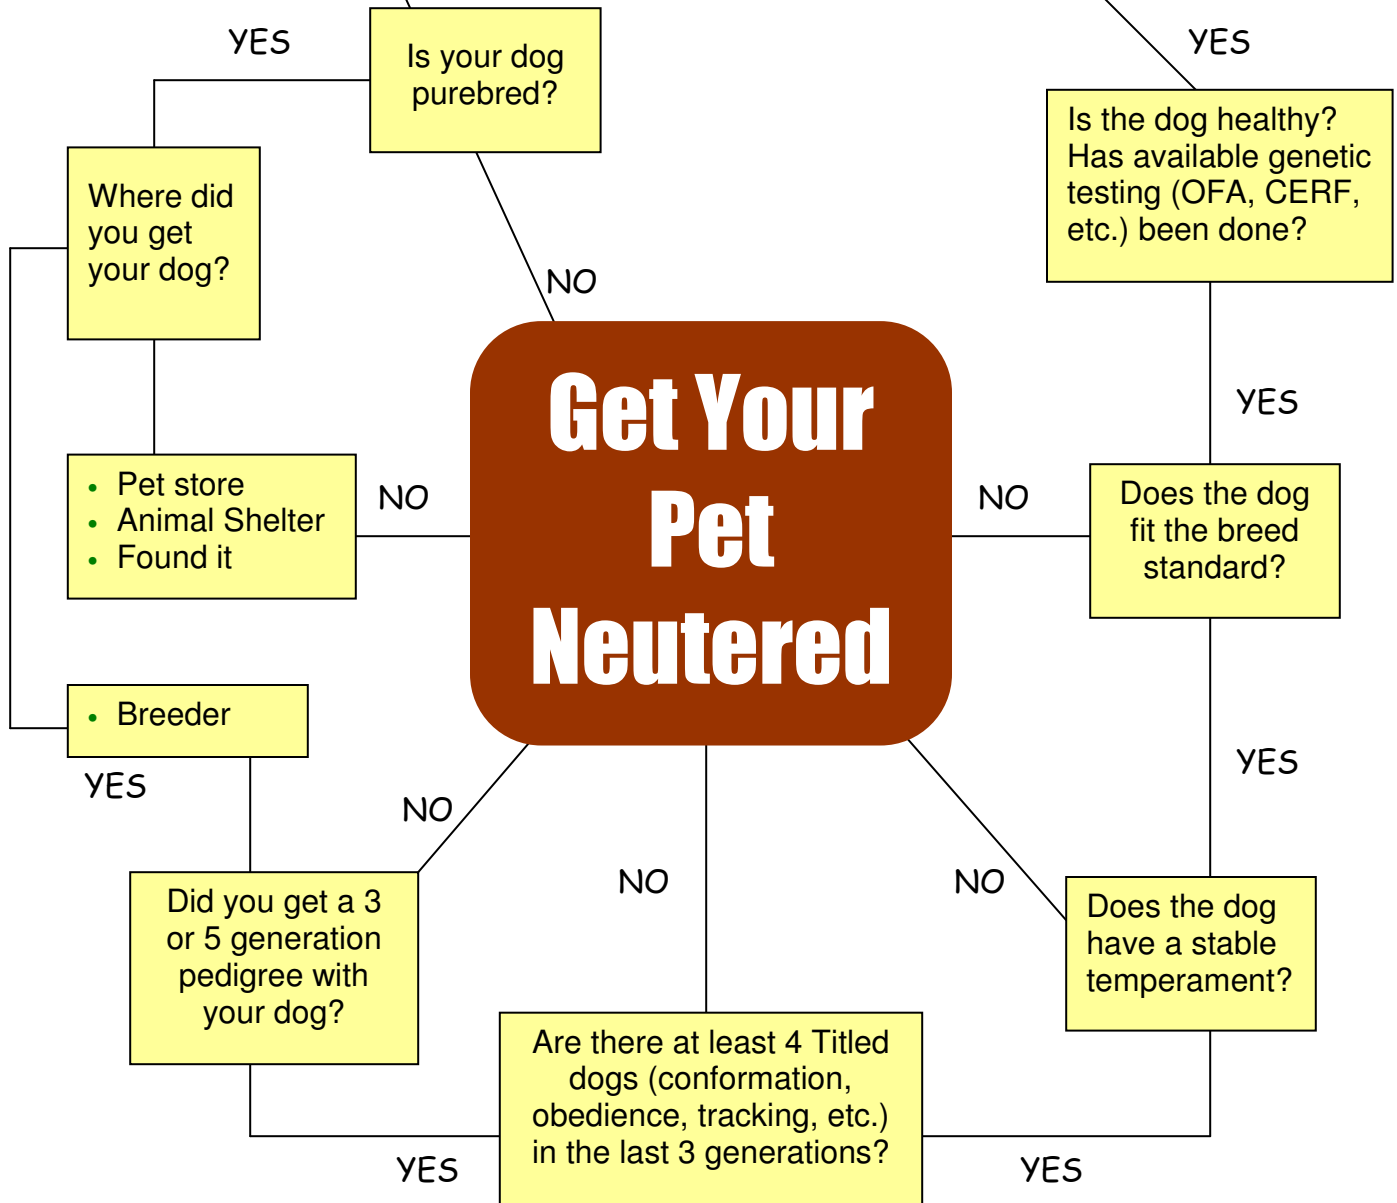 YES
Is your dog
purebred?
YES
Is the dog healthy?
Has available genetic
testing (OFA, CERF,
etc.) been done?
Where did
you get
your dog?
NO
Get Your
Pet
Neutered
YES
• Pet store
• Animal Shelter
• Found it
NO
NO
Does the dog
fit the breed
standard?
• Breeder
YES
YES
NO
NO
NO
Did you get a 3
or 5 generation
pedigree with
your dog?
Does the dog
have a stable
temperament?
Are there at least 4 Titled
dogs (conformation,
obedience, tracking, etc.)
in the last 3 generations?
YES
YES